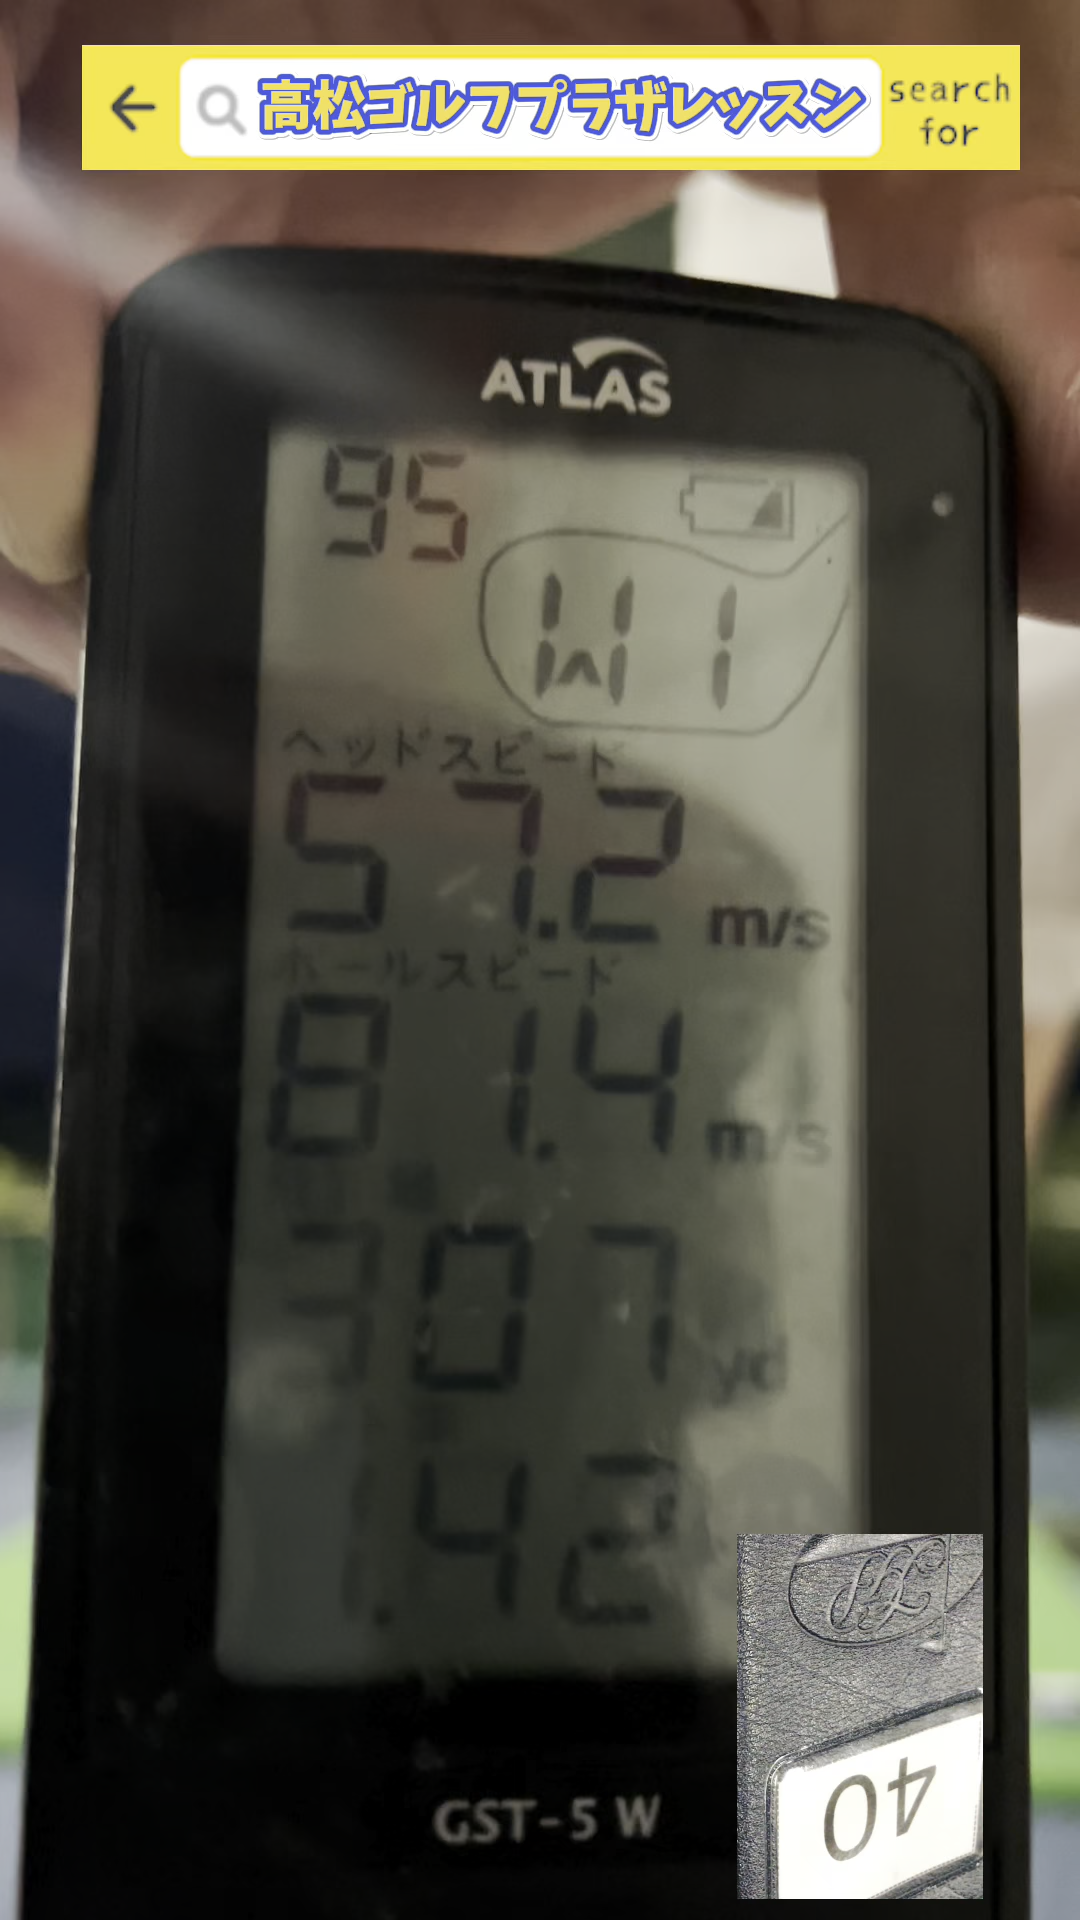 高松ゴルフプラザレッスン
search
for
ATLAS
95
W1
ヘッドスピード
57.2 m/s
ボールスピード
81.4 m/s
307 yd
1.42
GST-5 W
40